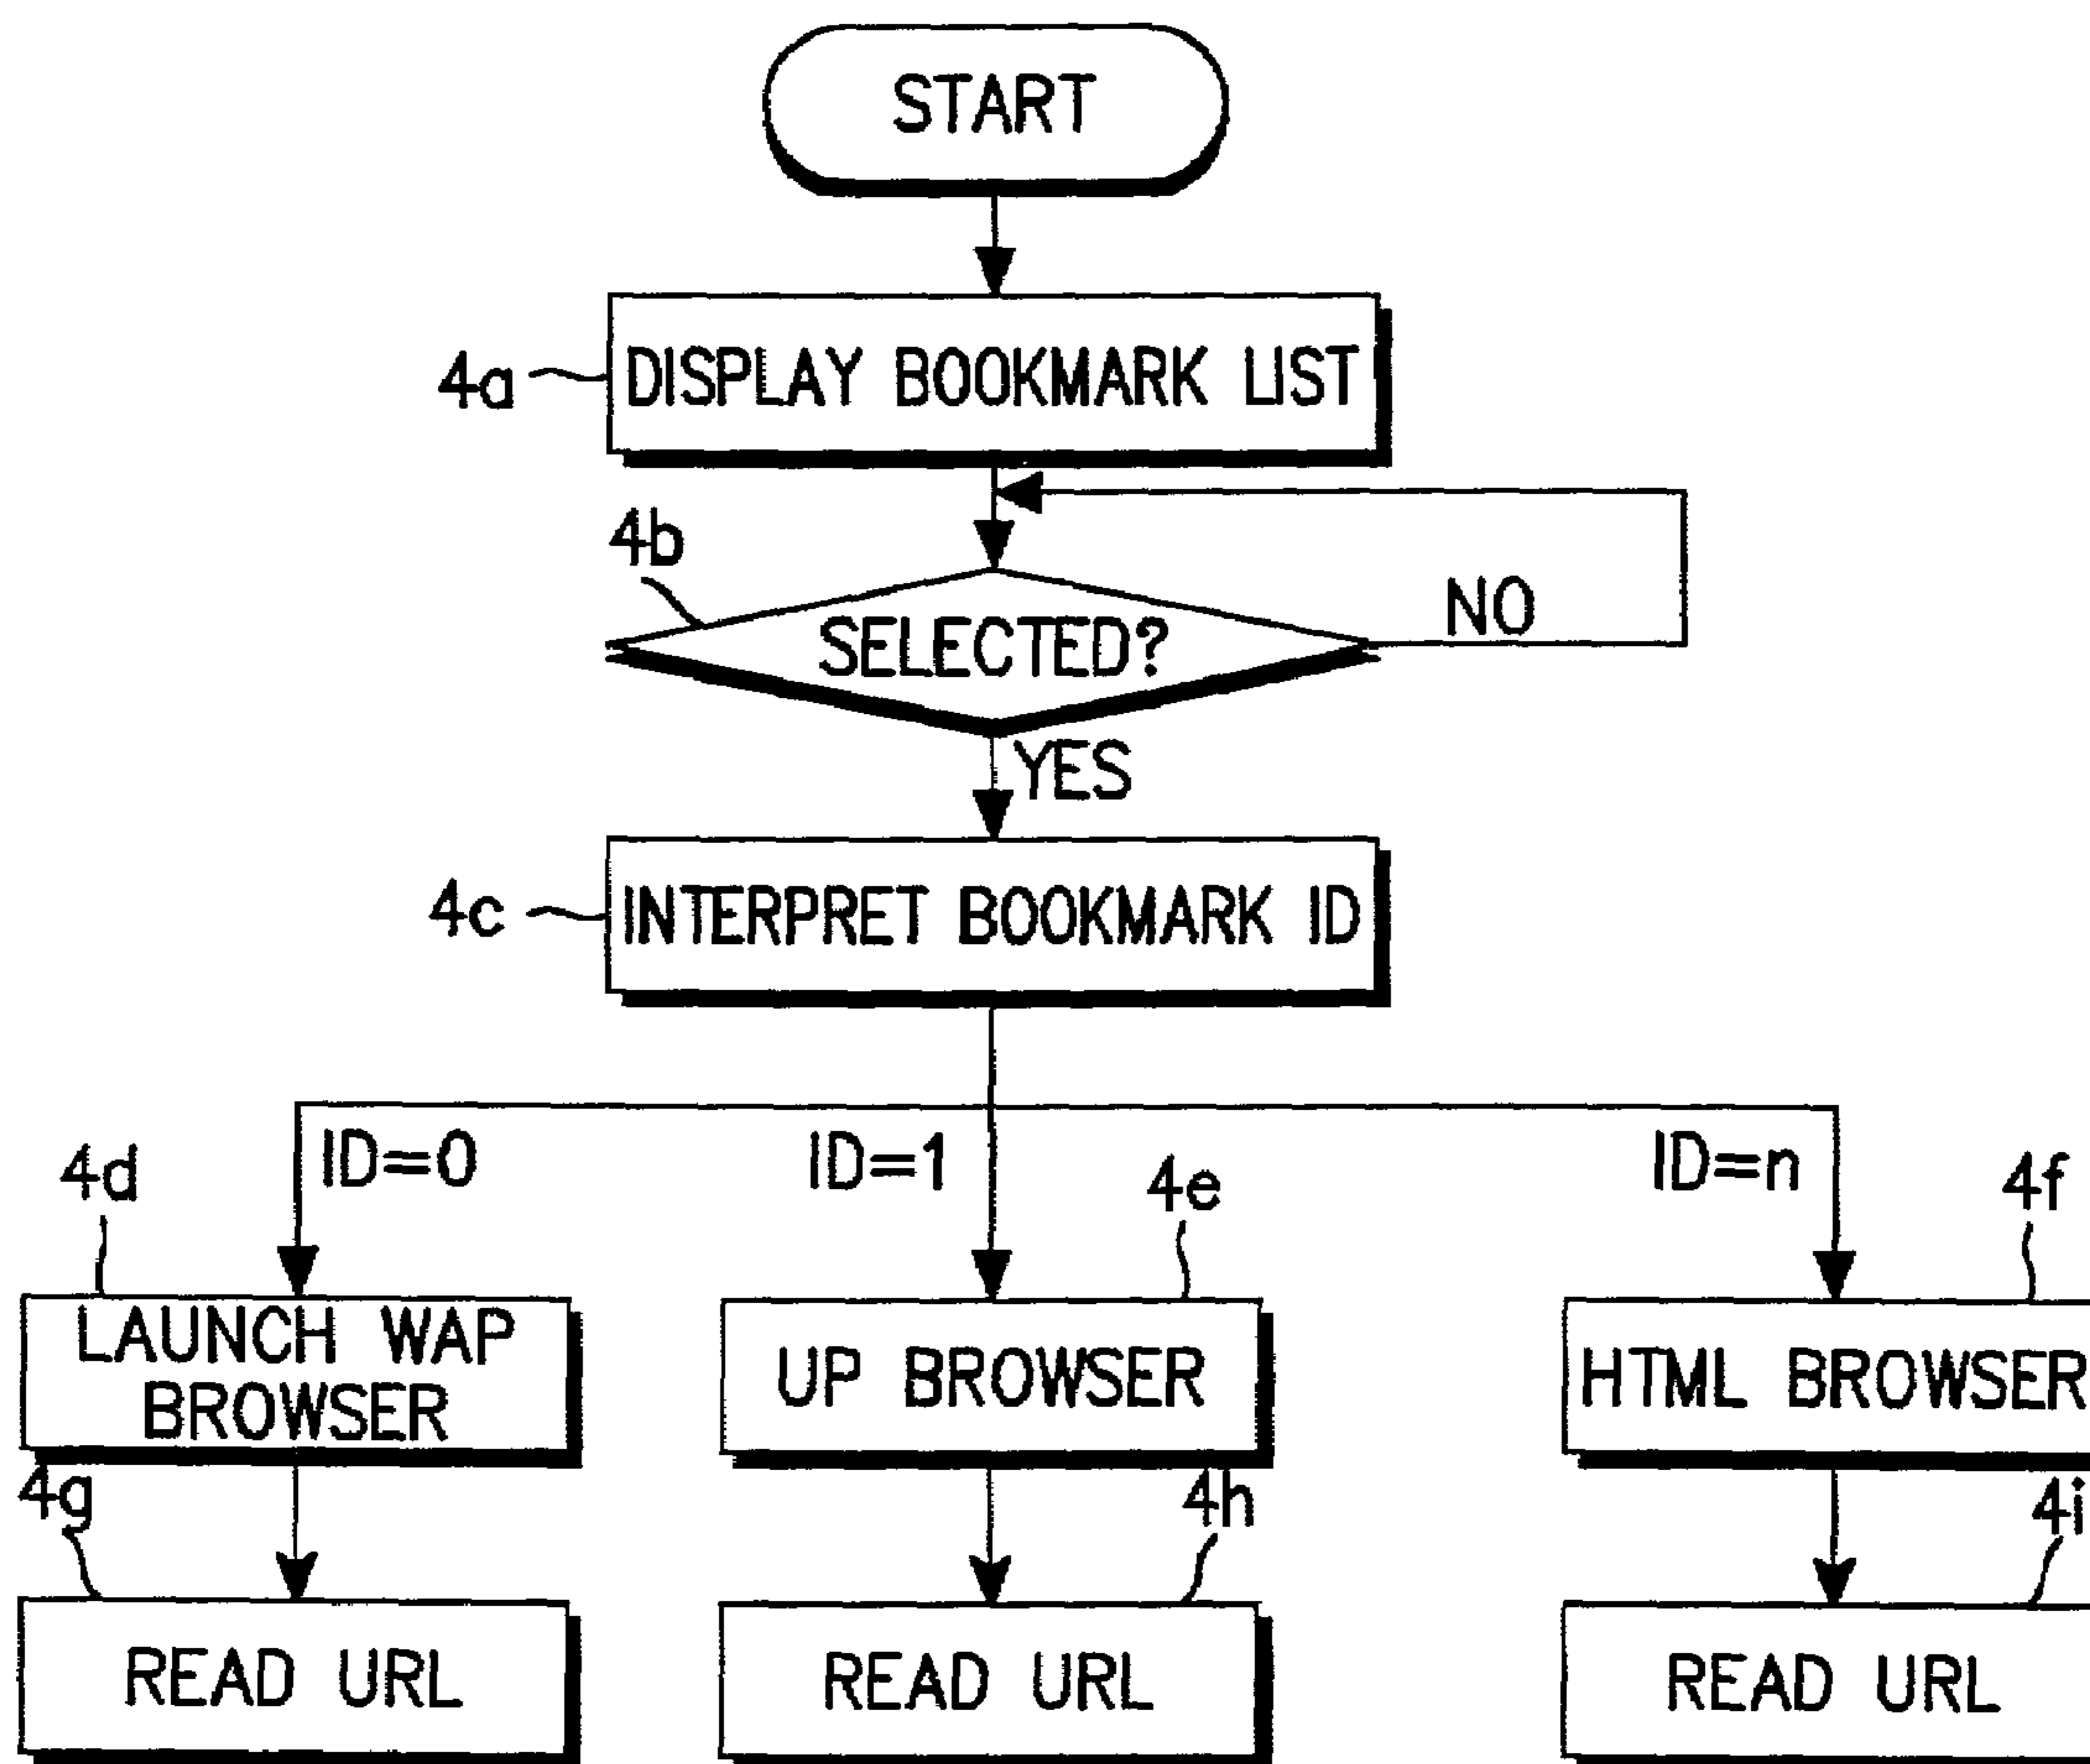 START
4a
DISPLAY BOOKMARK LIST
4b
SELECTED?
NO
YES
4c
INTERPRET BOOKMARK ID
ID=0
ID=1
ID=n
4d
4e
4f
LAUNCH WAP
BROWSER
UP BROWSER
HTML BROWSER
4g
4h
4i
READ URL
READ URL
READ URL